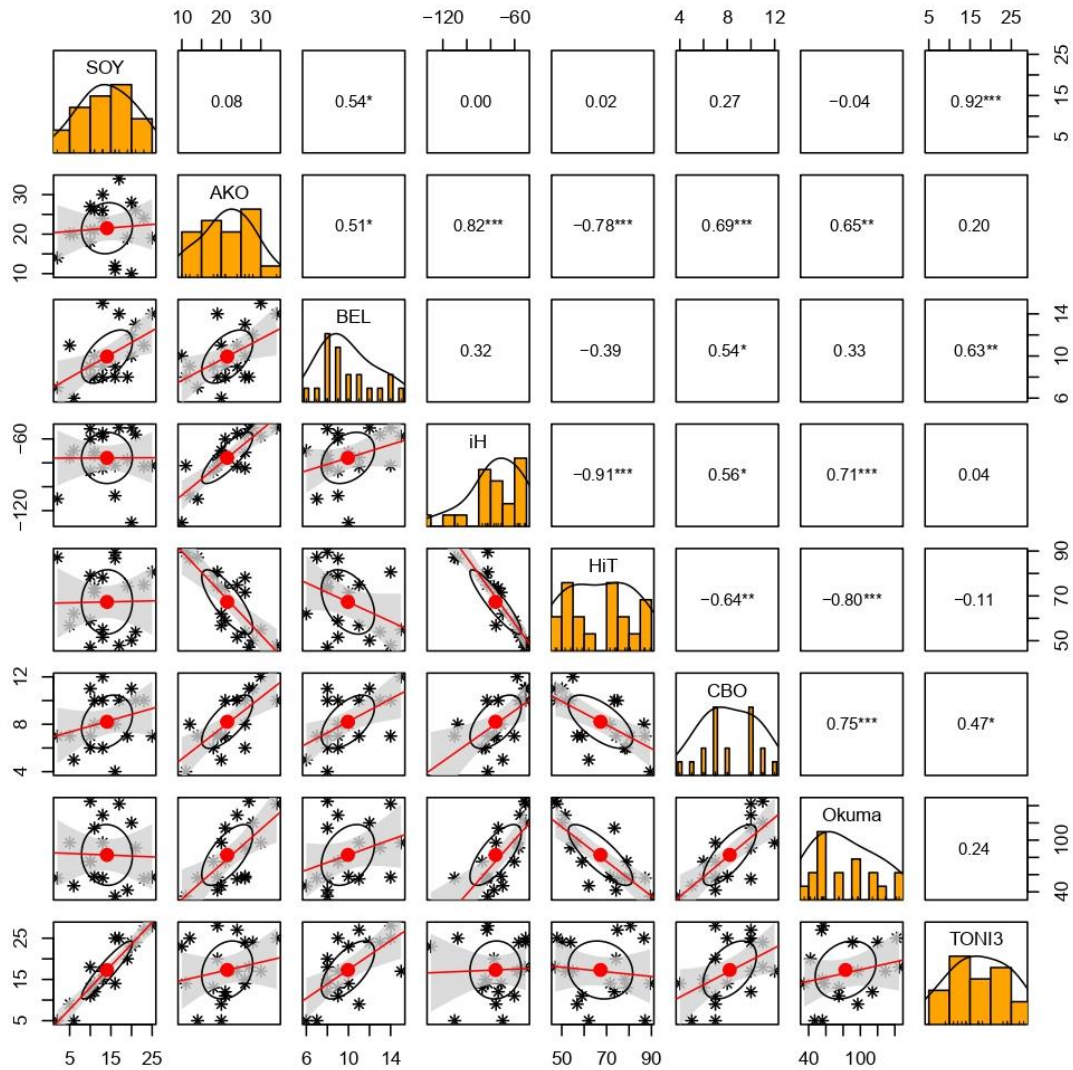 10 20 30 −120 −60 4 6 8 10 12 5 15 25
SOY
0.08 0.54* 0.00 0.02 0.27 −0.04 0.92***
5 15 25
10 20 30
AKO
0.51* 0.82*** −0.78*** 0.69*** 0.65** 0.20
BEL
0.32 −0.39 0.54* 0.33 0.63**
6 10 14
−120 −60
iH
−0.91*** 0.56* 0.71*** 0.04
HiT
−0.64** −0.80*** −0.11
50 70 90
4 8 12
CBO
0.75*** 0.47*
Okuma
0.24
40 100
5 15 25
TONI3
5 15 25 6 10 14 50 70 90 40 100